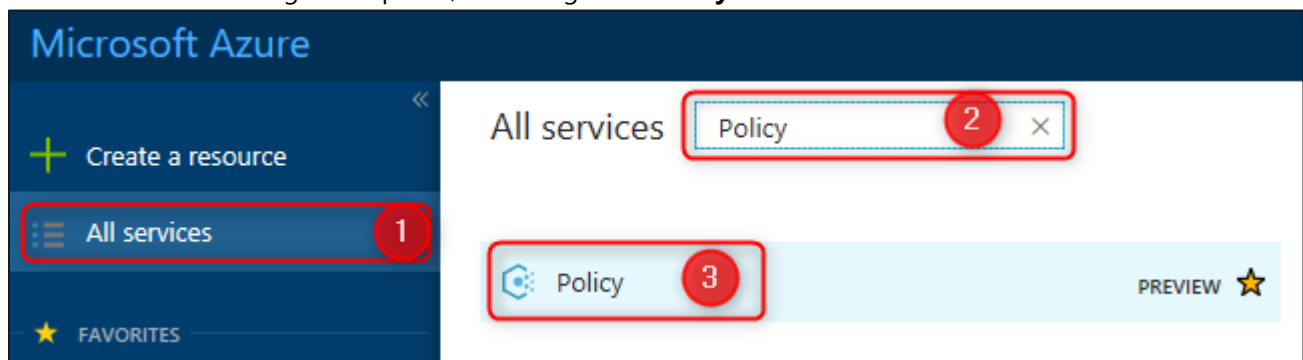 Microsoft Azure
«
Create a resource
All services 1
FAVORITES
All services Policy 2 ×
Policy 3 PREVIEW